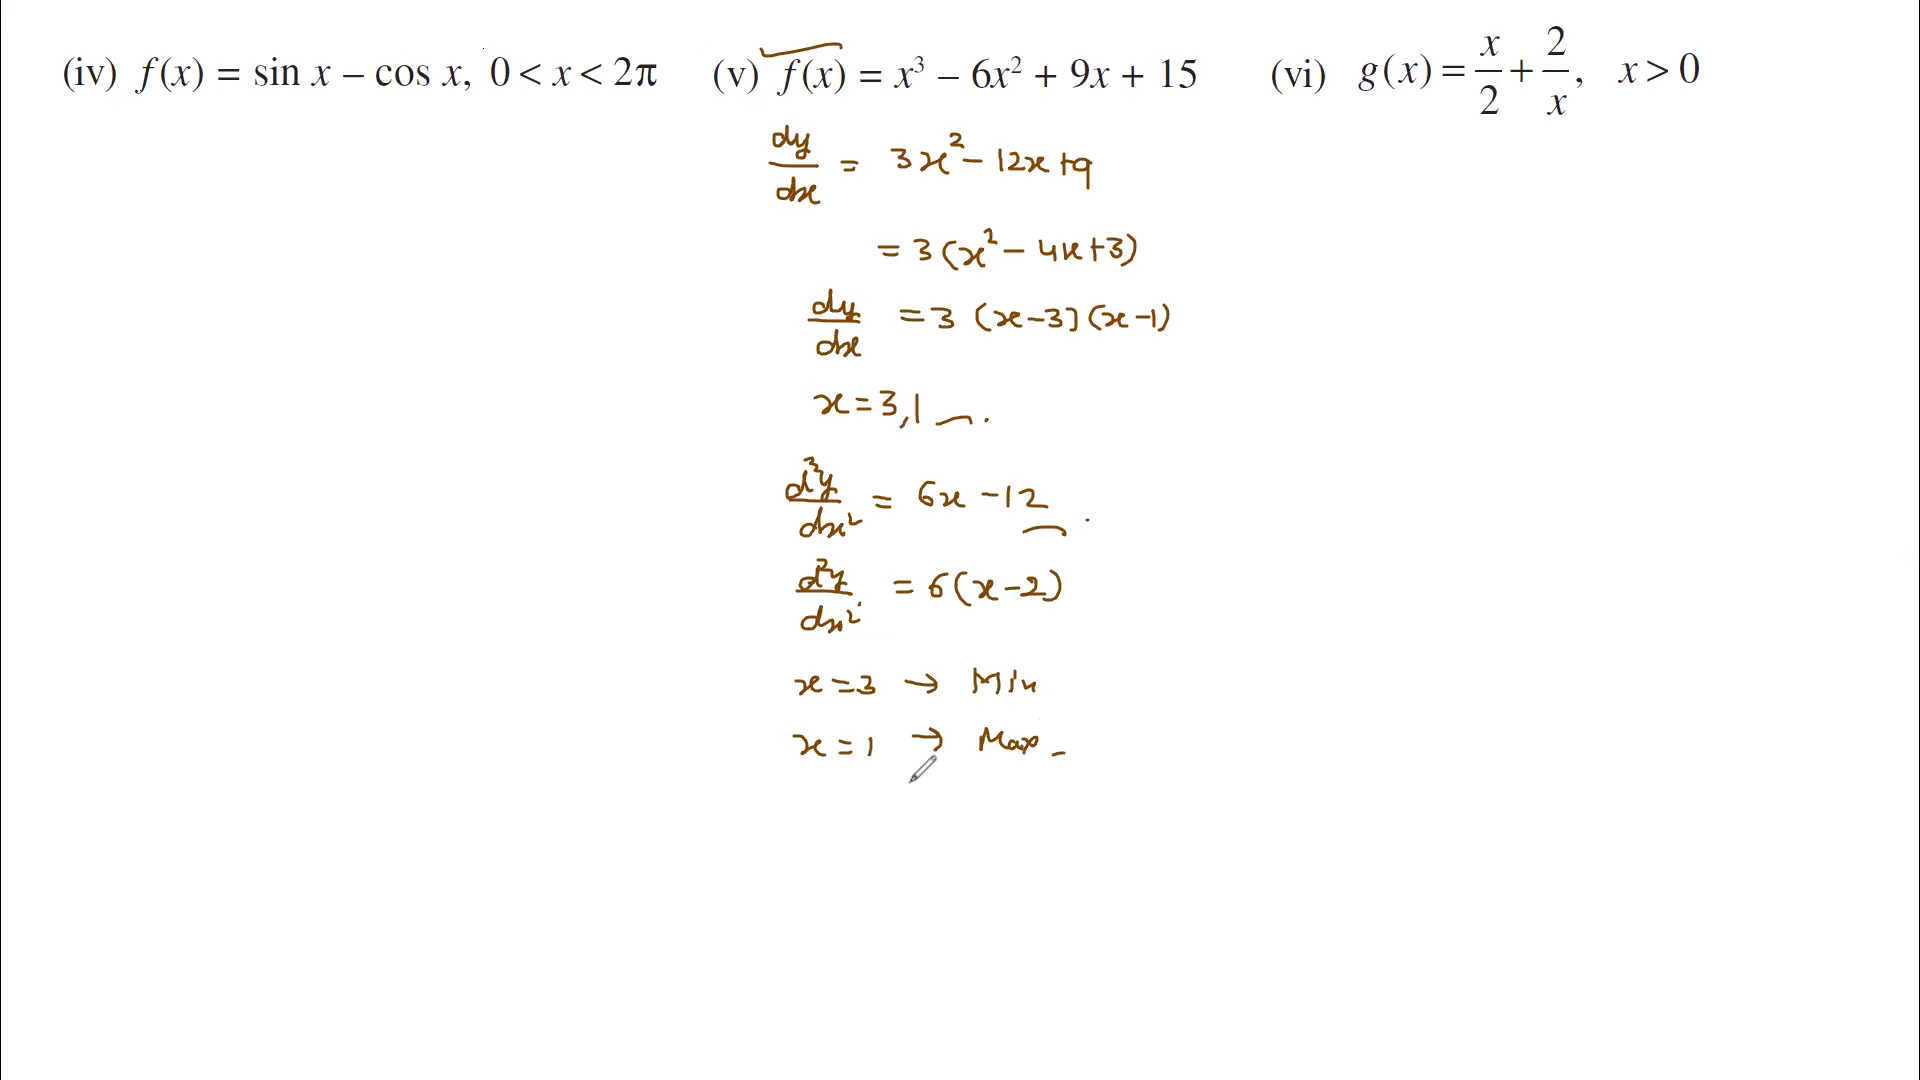 (iv) f(x) = sin x – cos x, 0 < x < 2π (v) f(x) = x³ – 6x² + 9x + 15 (vi) g(x) = x/2 + 2/x, x > 0
dy/dx = 3x² - 12x + 9
= 3(x² - 4x + 3)
dy/dx = 3 (x - 3) (x - 1)
x = 3, 1
d²y/dx² = 6x - 12
d²y/dx² = 6(x - 2)
x = 3 → Min
x = 1 → Max